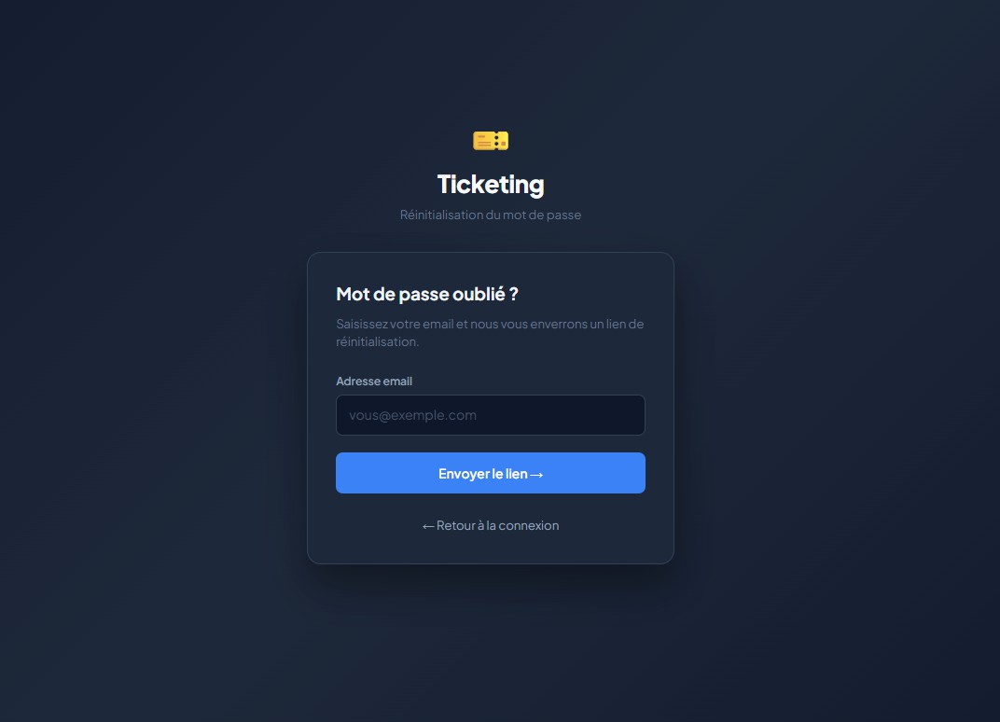 Ticketing
Réinitialisation du mot de passe
Mot de passe oublié ?
Saisissez votre email et nous vous enverrons un lien de
réinitialisation.
Adresse email
vous@exemple.com
Envoyer le lien →
← Retour à la connexion